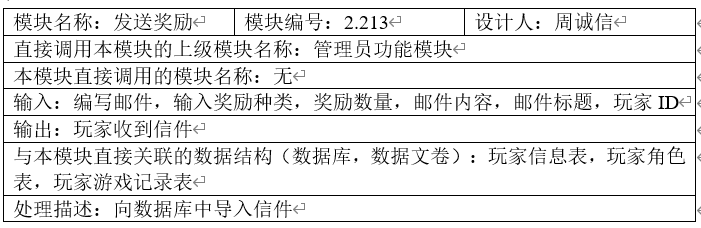 模块名称：发送奖励 模块编号：2.213 设计人：周诚信
直接调用本模块的上级模块名称：管理员功能模块
本模块直接调用的模块名称：无
输入：编写邮件，输入奖励种类，奖励数量，邮件内容，邮件标题，玩家 ID
输出：玩家收到信件
与本模块直接关联的数据结构（数据库，数据文卷）：玩家信息表，玩家角色
表，玩家游戏记录表
处理描述：向数据库中导入信件